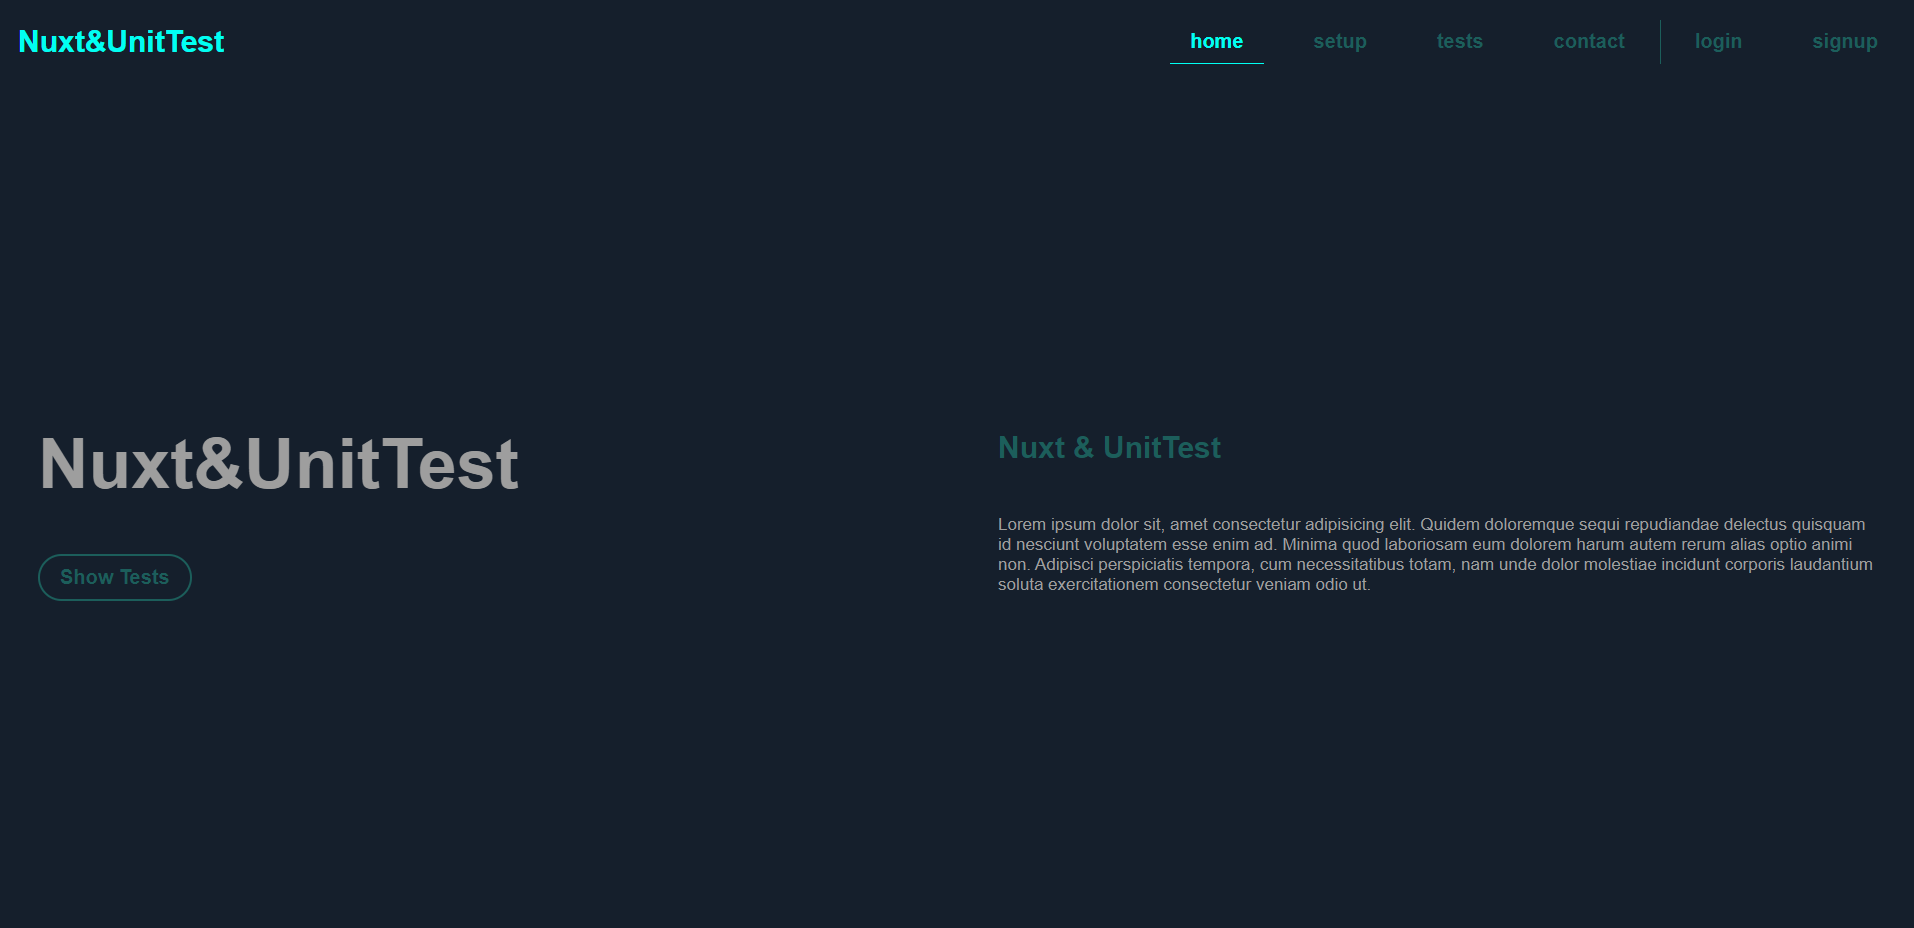 Nuxt&UnitTest
home
setup
tests
contact
login
signup
Nuxt&UnitTest
Show Tests
Nuxt & UnitTest
Lorem ipsum dolor sit, amet consectetur adipisicing elit. Quidem doloremque sequi repudiandae delectus quisquam
id nesciunt voluptatem esse enim ad. Minima quod laboriosam eum dolorem harum autem rerum alias optio animi
non. Adipisci perspiciatis tempora, cum necessitatibus totam, nam unde dolor molestiae incidunt corporis laudantium
soluta exercitationem consectetur veniam odio ut.